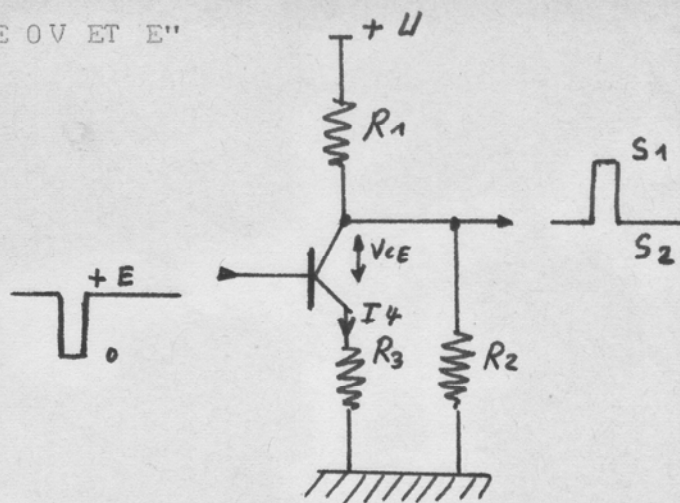 E 0V ET E"
+ U
R1
S1
VCE
S2
+ E
I4
0
R3
R2